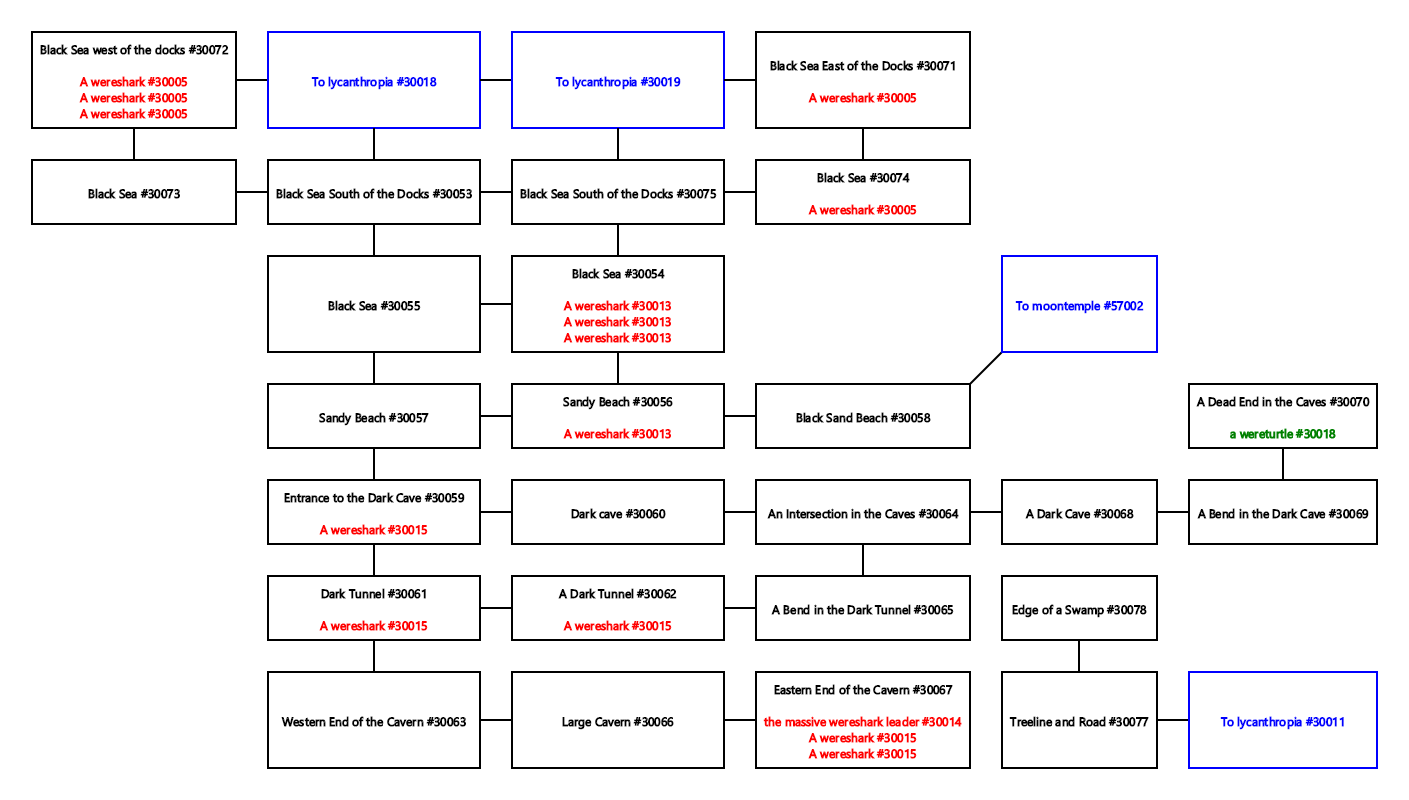 Black Sea west of the docks #30072
A wereshark #30005
A wereshark #30005
A wereshark #30005
To lycanthropia #30018
To lycanthropia #30019
Black Sea East of the Docks #30071
A wereshark #30005
Black Sea #30073
Black Sea South of the Docks #30053
Black Sea South of the Docks #30075
Black Sea #30074
A wereshark #30005
Black Sea #30055
Black Sea #30054
A wereshark #30013
A wereshark #30013
A wereshark #30013
To moontemple #57002
Sandy Beach #30057
Sandy Beach #30056
A wereshark #30013
Black Sand Beach #30058
A Dead End in the Caves #30070
a wereturtle #30018
Entrance to the Dark Cave #30059
A wereshark #30015
Dark cave #30060
An Intersection in the Caves #30064
A Dark Cave #30068
A Bend in the Dark Cave #30069
Dark Tunnel #30061
A wereshark #30015
A Dark Tunnel #30062
A wereshark #30015
A Bend in the Dark Tunnel #30065
Edge of a Swamp #30078
Western End of the Cavern #30063
Large Cavern #30066
Eastern End of the Cavern #30067
the massive wereshark leader #30014
A wereshark #30015
A wereshark #30015
Treeline and Road #30077
To lycanthropia #30011